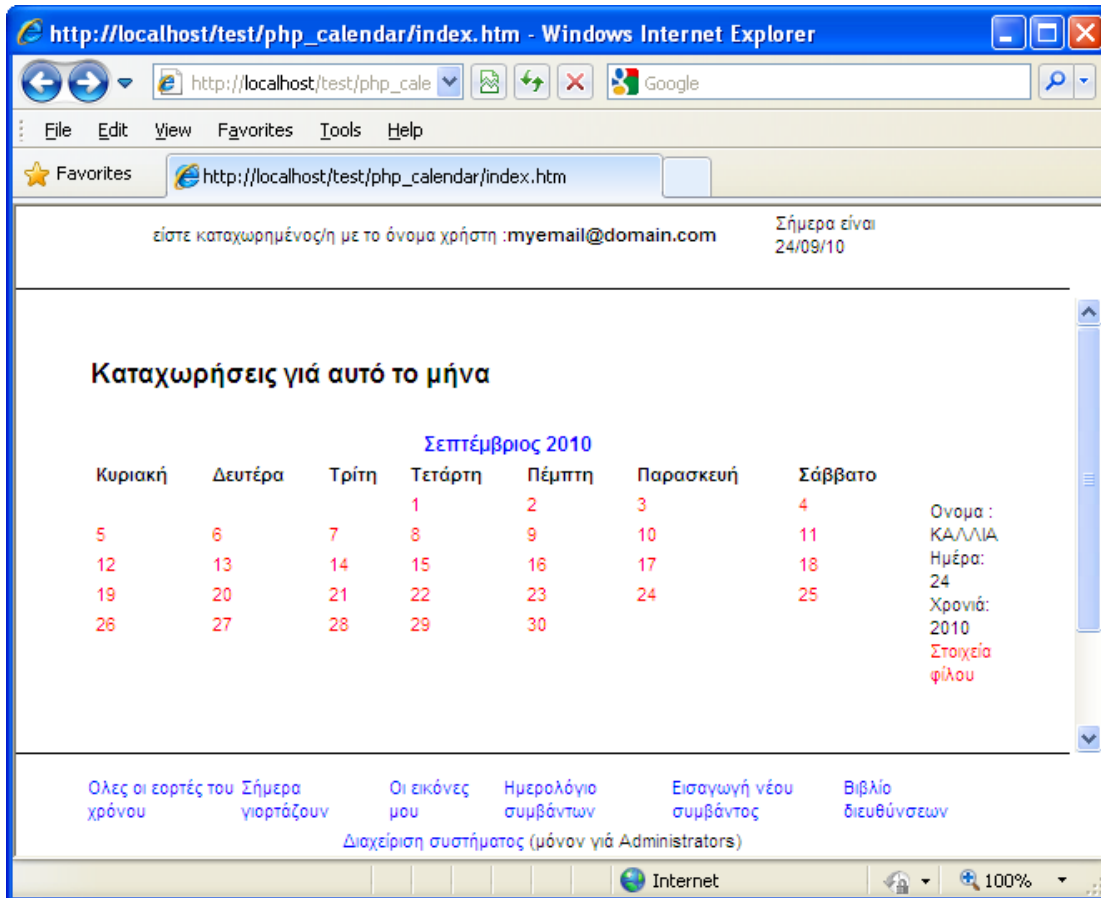 http://localhost/test/php_calendar/index.htm - Windows Internet Explorer
http://localhost/test/php_cale
Google
File Edit View Favorites Tools Help
Favorites http://localhost/test/php_calendar/index.htm
είστε καταχωρημένος/η με το όνομα χρήστη :myemail@domain.com
Σήμερα είναι
24/09/10
Καταχωρήσεις γιά αυτό το μήνα
Σεπτέμβριος 2010
Κυριακή Δευτέρα Τρίτη Τετάρτη Πέμπτη Παρασκευή Σάββατο
1 2 3 4
5 6 7 8 9 10 11
12 13 14 15 16 17 18
19 20 21 22 23 24 25
26 27 28 29 30
Ονομα :
ΚΑΛΛΙΑ
Ημέρα:
24
Χρονιά:
2010
Στοιχεία
φίλου
Ολες οι εορτές του
χρόνου
Σήμερα
γιορτάζουν
Οι εικόνες
μου
Ημερολόγιο
συμβάντων
Εισαγωγή νέου
συμβάντος
Βιβλίο
διευθύνσεων
Διαχείριση συστήματος (μόνον γιά Administrators)
Internet 100%